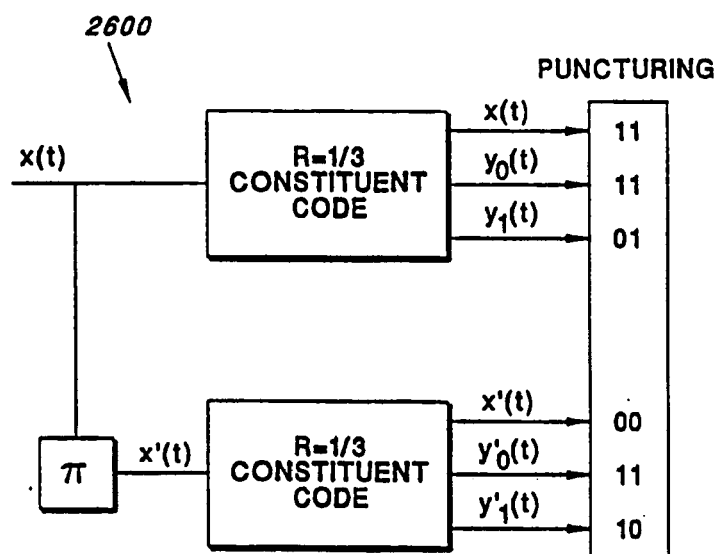 2600
PUNCTURING
x(t)
R=1/3
CONSTITUENT
CODE
x(t)
11
y0(t)
11
y1(t)
01
π
x'(t)
R=1/3
CONSTITUENT
CODE
x'(t)
00
y'0(t)
11
y'1(t)
10